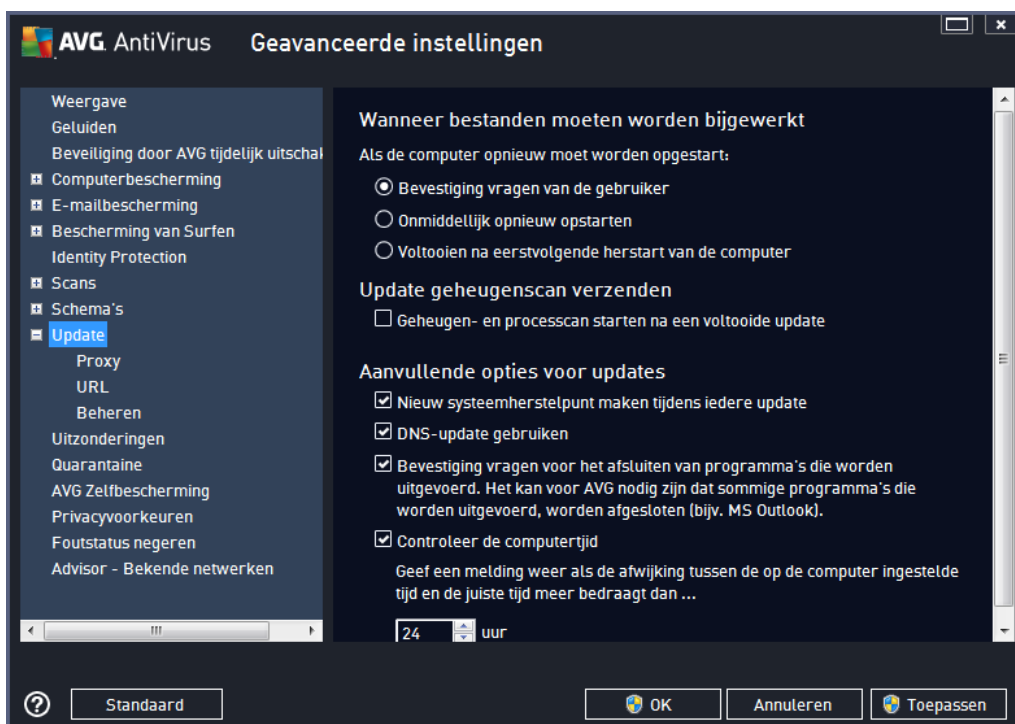 AVG. AntiVirus Geavanceerde instellingen
Weergave
Geluiden
Beveiliging door AVG tijdelijk uitschak
Computerbescherming
E-mailbescherming
Bescherming van Surfen
Identity Protection
Scans
Schema's
Update
Proxy
URL
Beheren
Uitzonderingen
Quarantaine
AVG Zelfbescherming
Privacyvoorkeuren
Foutstatus negeren
Advisor - Bekende netwerken
Wanneer bestanden moeten worden bijgewerkt
Als de computer opnieuw moet worden opgestart:
Bevestiging vragen van de gebruiker
Onmiddellijk opnieuw opstarten
Voltooien na eerstvolgende herstart van de computer
Update geheugenscan verzenden
Geheugen- en processcan starten na een voltooide update
Aanvullende opties voor updates
Nieuw systeemherstelpunt maken tijdens iedere update
DNS-update gebruiken
Bevestiging vragen voor het afsluiten van programma's die worden
uitgevoerd. Het kan voor AVG nodig zijn dat sommige programma's die
worden uitgevoerd, worden afgesloten (bijv. MS Outlook).
Controleer de computertjid
Geef een melding weer als de afwijking tussen de op de computer ingestelde
tijd en de juiste tijd meer bedraagt dan ...
24 uur
? Standaard OK Annuleren Toepassen